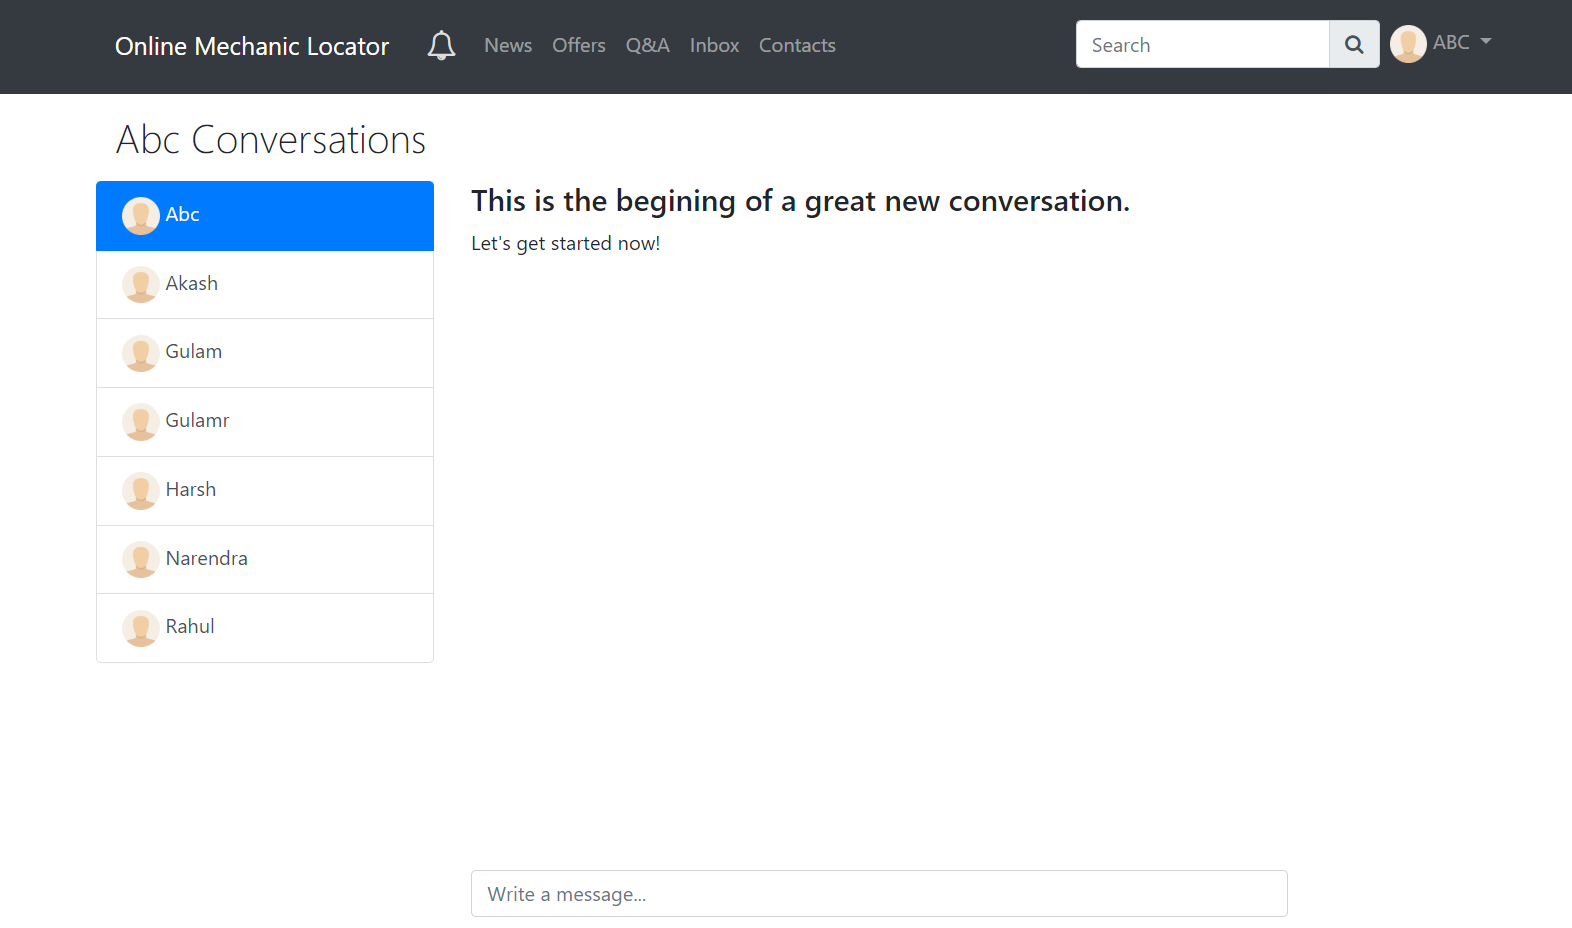 Online Mechanic Locator News Offers Q&A Inbox Contacts Search ABC
Abc Conversations
Abc
Akash
Gulam
Gulamr
Harsh
Narendra
Rahul
This is the begining of a great new conversation.
Let's get started now!
Write a message...